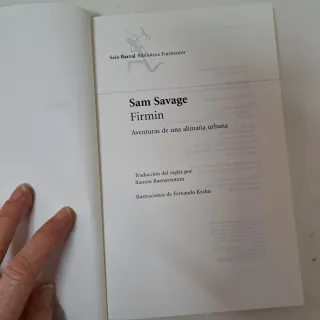 Seix Barral Biblioteca Formentor
Sam Savage
Firmin
Aventuras de una alimaña urbana
Traducción del inglés por
Ramón Buenaventura
Ilustraciones de Fernando Krahn